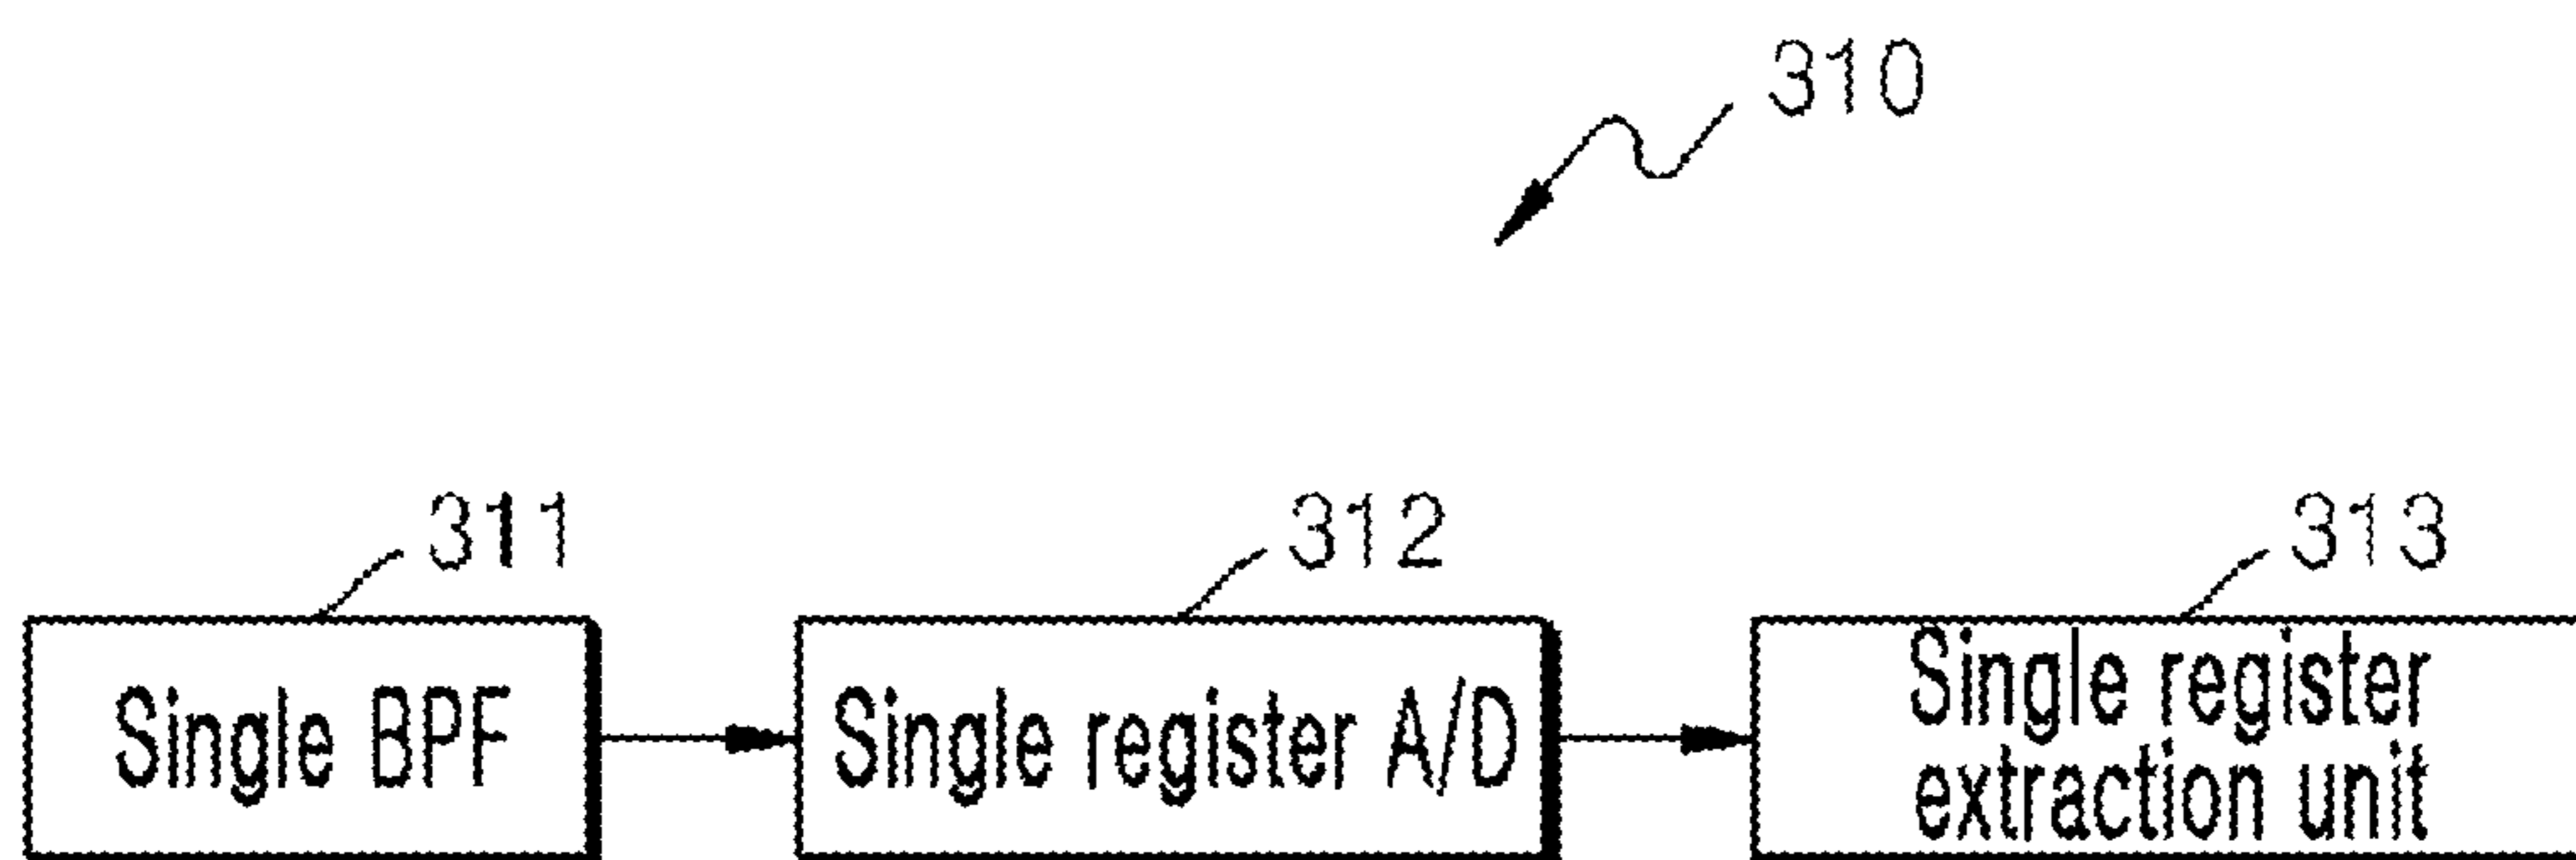 310
311
312
313
Single BPF
Single register A/D
Single register
extraction unit